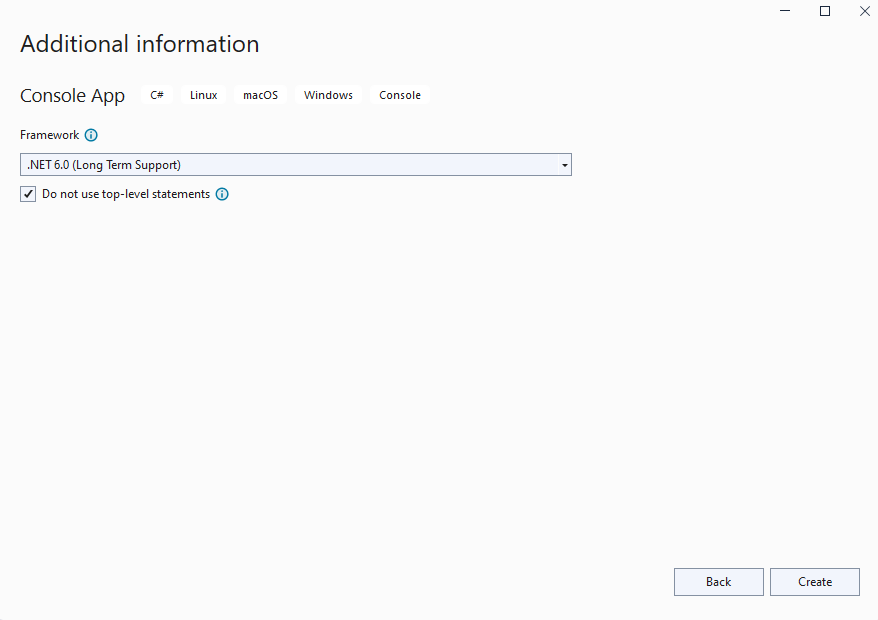 Additional information
Console App C# Linux macOS Windows Console
Framework
.NET 6.0 (Long Term Support)
Do not use top-level statements
Back Create